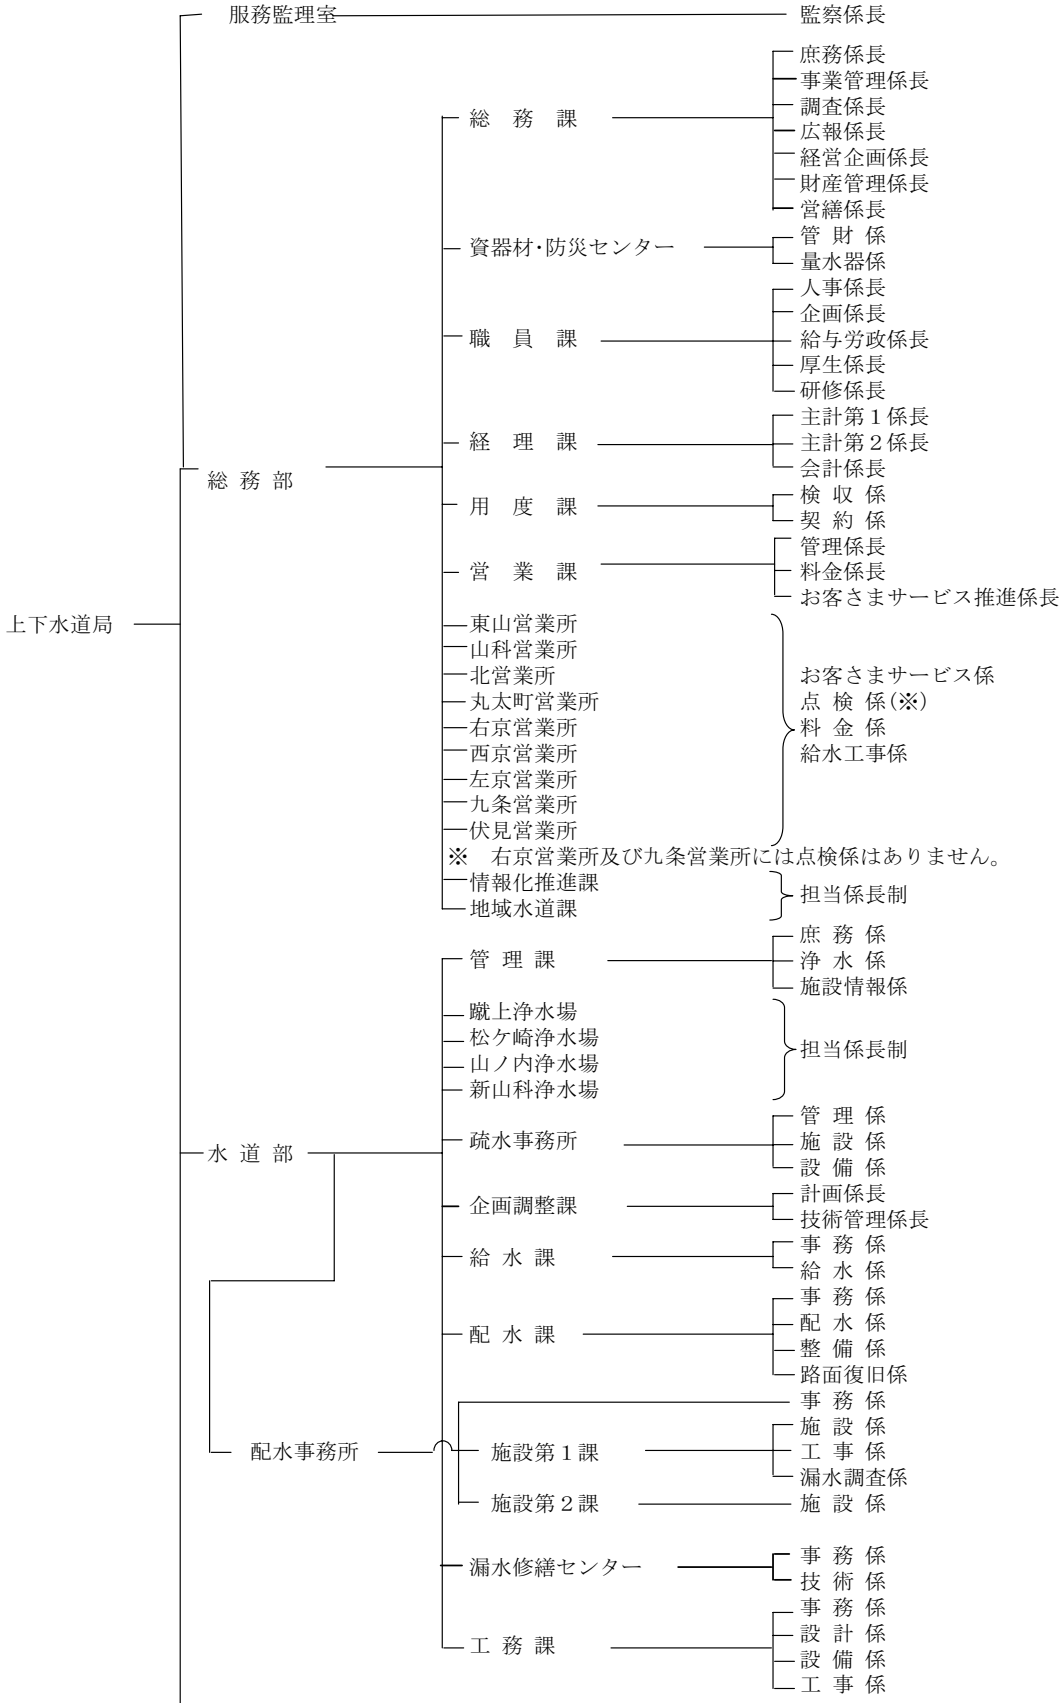 服務監理室 監察係長
庶務係長
事業管理係長
調査係長
総務課 広報係長
経営企画係長
財産管理係長
営繕係長
資器材・防災センター 管財係
量水器係
人事係長
企画係長
職員課 給与労政係長
厚生係長
研修係長
主計第1係長
経理課 主計第2係長
会計係長
総務部
用度課 検収係
契約係
管理係長
営業課 料金係長
お客さまサービス推進係長
上下水道局
東山営業所
山科営業所
北営業所 お客さまサービス係
丸太町営業所 点検係(※)
右京営業所 料金係
西京営業所 給水工事係
左京営業所
九条営業所
伏見営業所
※ 右京営業所及び九条営業所には点検係はありません。
情報化推進課 担当係長制
地域水道課
庶務係
管理課 浄水係
施設情報係
蹴上浄水場
松ケ崎浄水場 担当係長制
山ノ内浄水場
新山科浄水場
管理係
疏水事務所 施設係
設備係
水道部
企画調整課 計画係長
技術管理係長
給水課 事務係
給水係
事務係
配水課 配水係
整備係
路面復旧係
事務係
施設係
配水事務所 施設第1課 工事係
漏水調査係
施設第2課 施設係
漏水修繕センター 事務係
技術係
事務係
工務課 設計係
設備係
工事係